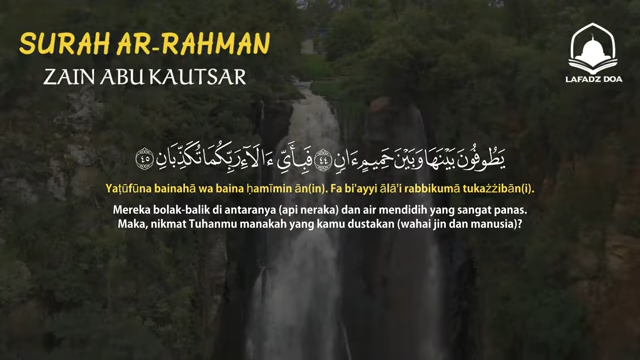 SURAH AR-RAHMAN
ZAIN ABU KAUTSAR
LAFADZ DOA
يَطُوفُونَ بَيْنَهَا وَبَيْنَ حَمِيمٍ ءَانٍ ٤٤ فَبِأَيِّ ءَالَآءِ رَبِّكُمَا تُكَذِّبَانِ ٤٥
Yaṭūfūna bainahā wa baina ḥamīmin ān(in). Fa bi'ayyi ālā'i rabbikumā tukażżibān(i).
Mereka bolak-balik di antaranya (api neraka) dan air mendidih yang sangat panas.
Maka, nikmat Tuhanmu manakah yang kamu dustakan (wahai jin dan manusia)?